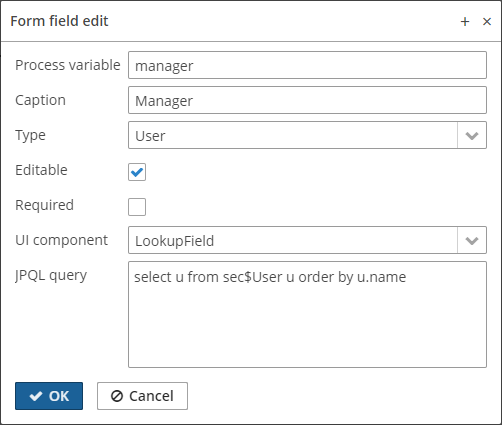 Form field edit
Process variable manager
Caption Manager
Type User
Editable
Required
UI component LookupField
JPQL query select u from sec$User u order by u.name
OK Cancel